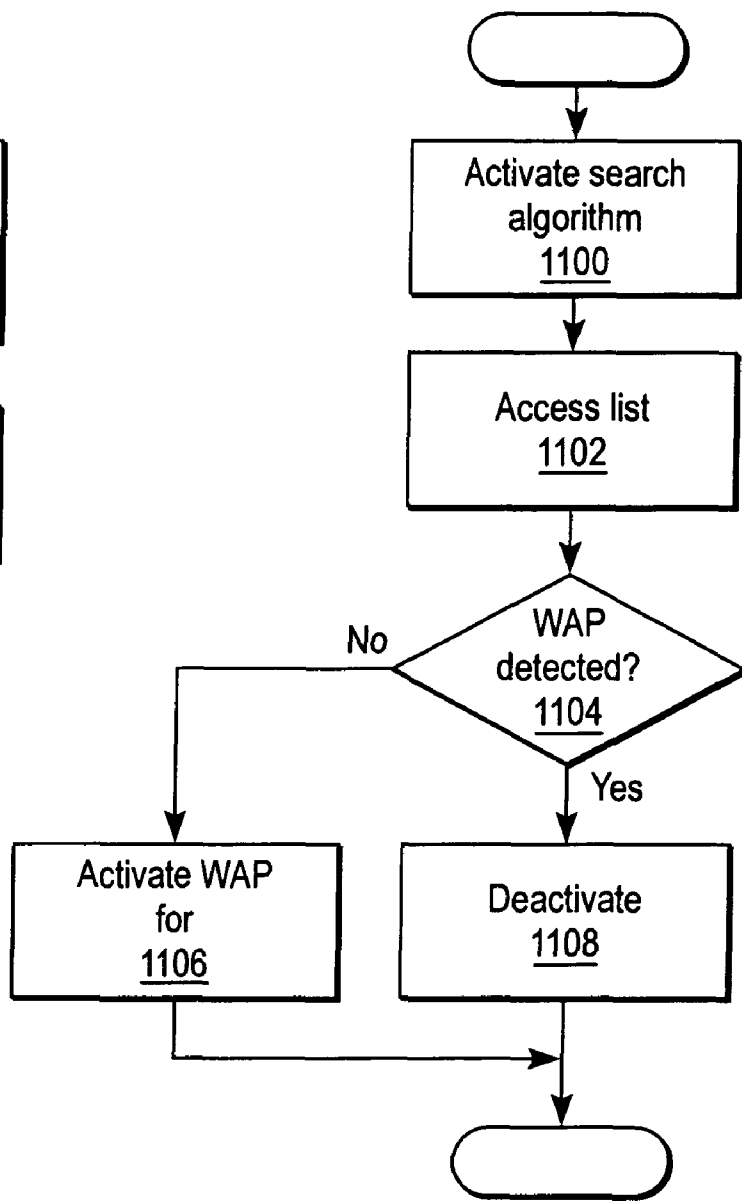 Activate search
algorithm
1100
Access list
1102
WAP
detected?
1104
No
Yes
Activate WAP
for
1106
Deactivate
1108